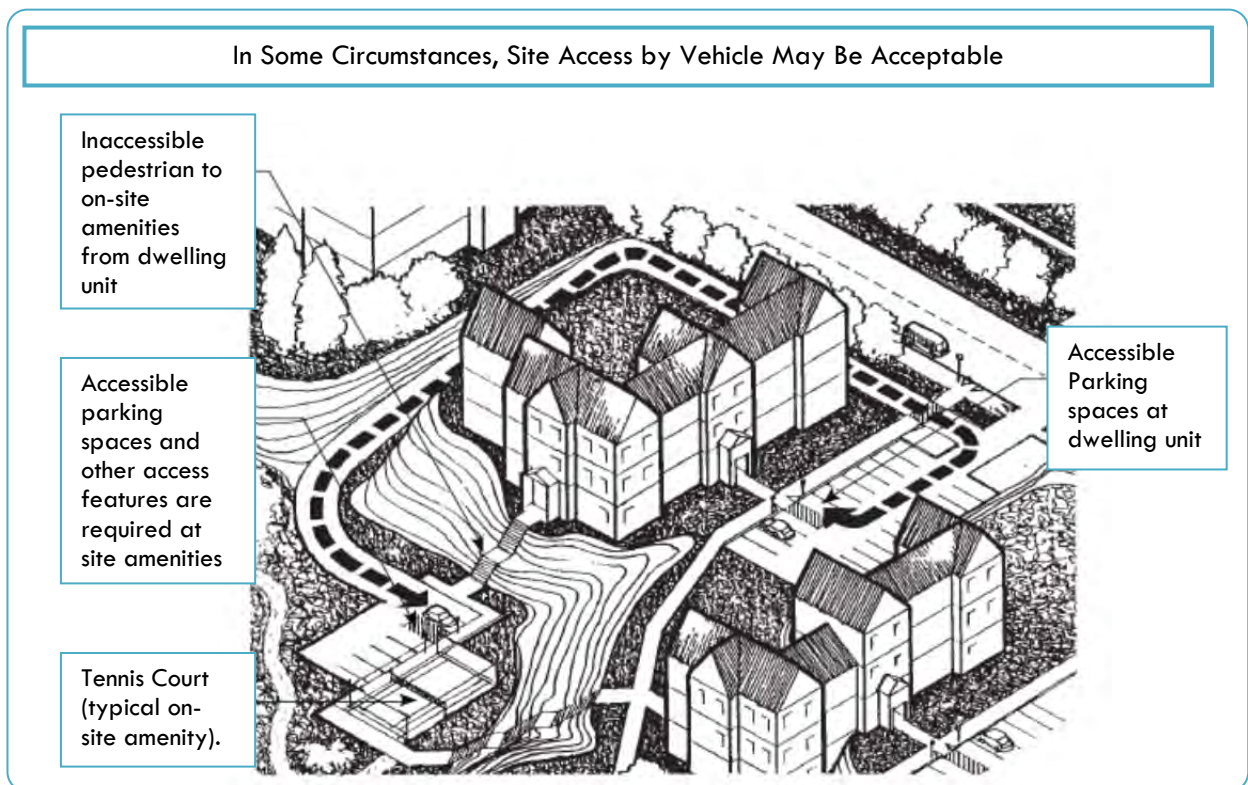 In Some Circumstances, Site Access by Vehicle May Be Acceptable
Inaccessible
pedestrian to
on-site
amenities
from dwelling
unit
Accessible
parking
spaces and
other access
features are
required at
site amenities
Tennis Court
(typical on-
site amenity).
Accessible
Parking
spaces at
dwelling unit